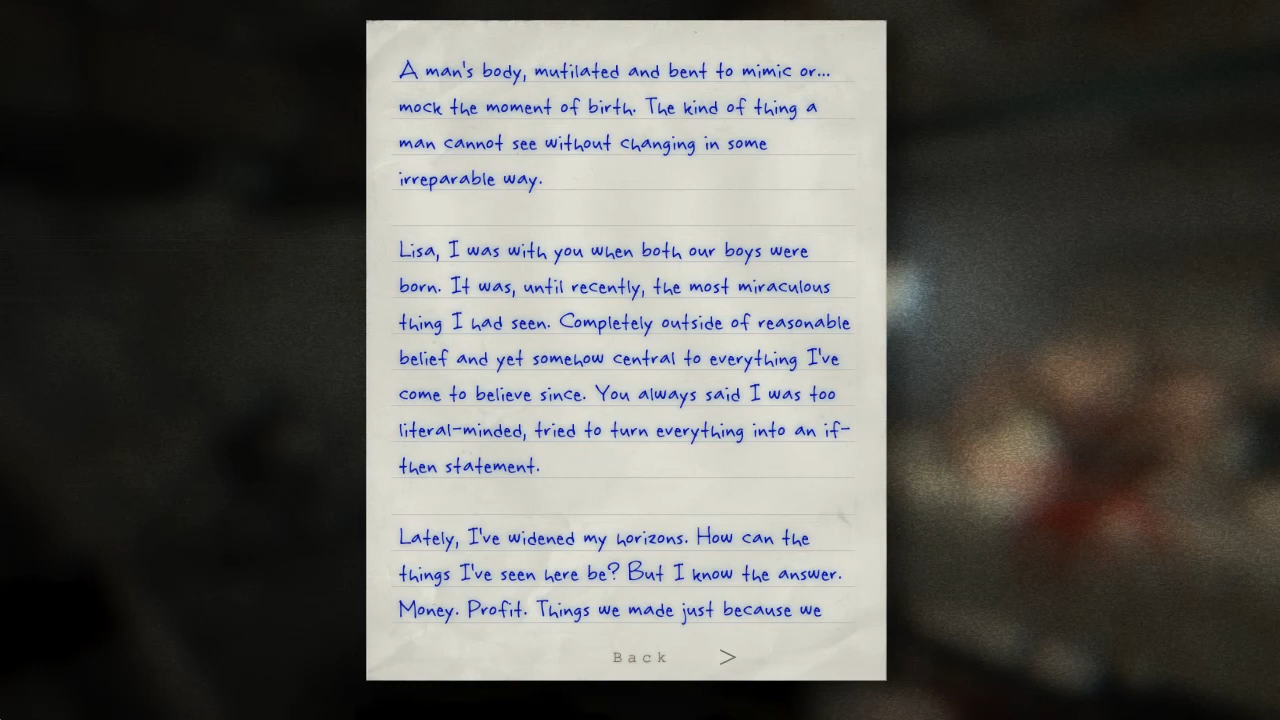 A man's body, mutilated and bent to mimic or...
mock the moment of birth. The kind of thing a
man cannot see without changing in some
irreparable way.
Lisa, I was with you when both our boys were
born. It was, until recently, the most miraculous
thing I had seen. Completely outside of reasonable
belief and yet somehow central to everything I've
come to believe since. You always said I was too
literal-minded, tried to turn everything into an if-
then statement.
Lately, I've widened my horizons. How can the
things I've seen here be? But I know the answer.
Money. Profit. Things we made just because we
Back >